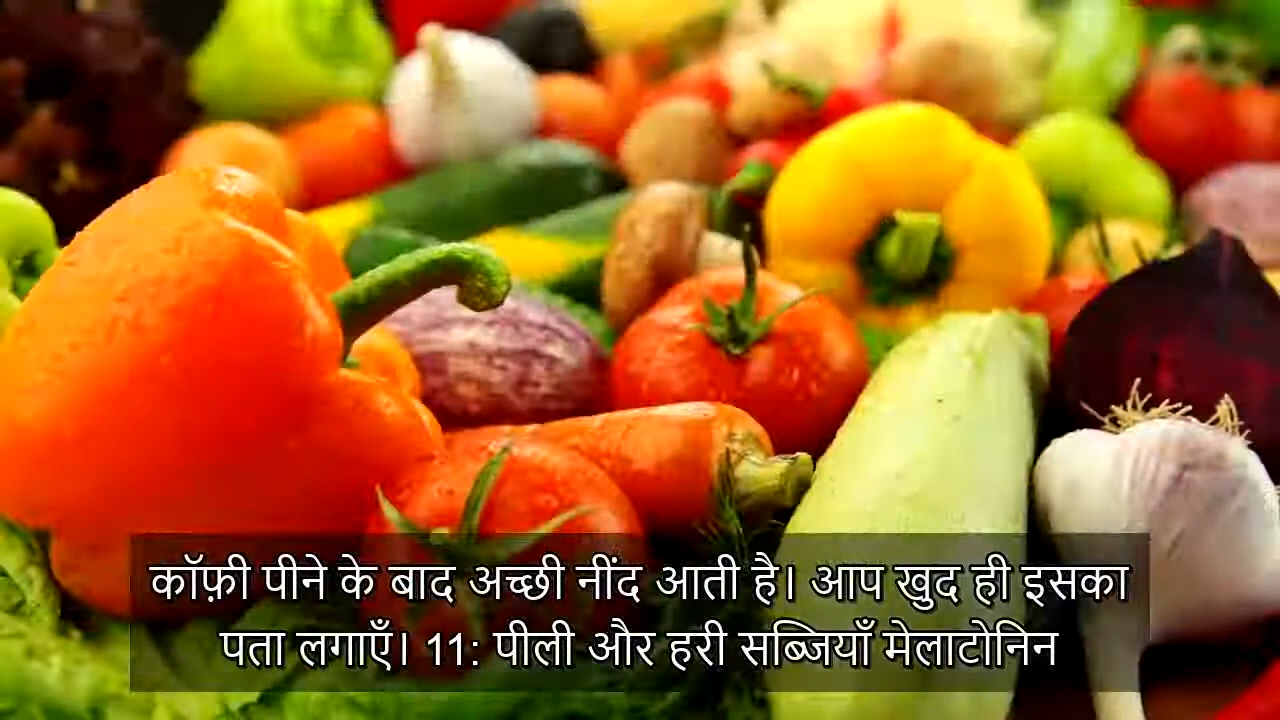 कॉफ़ी पीने के बाद अच्छी नींद आती है। आप खुद ही इसका
पता लगाएँ। 11: पीली और हरी सब्जियाँ मेलाटोनिन